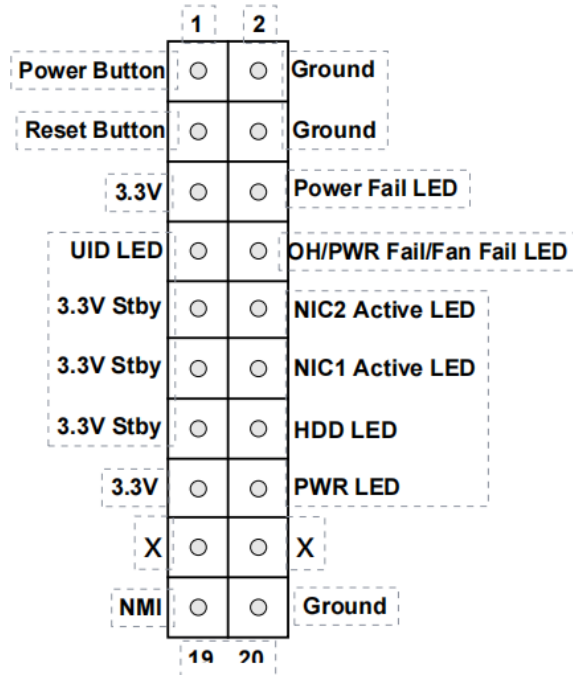 1 2
Power Button Ground
Reset Button Ground
3.3V Power Fail LED
UID LED OH/PWR Fail/Fan Fail LED
3.3V Stby NIC2 Active LED
3.3V Stby NIC1 Active LED
3.3V Stby HDD LED
3.3V PWR LED
X X
NMI Ground
19 20